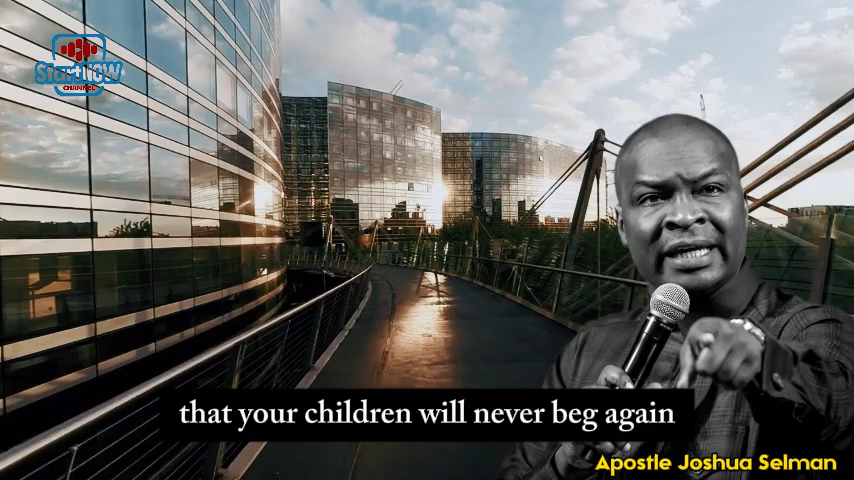 StartNOW
CHANNEL
that your children will never beg again
Apostle Joshua Selman